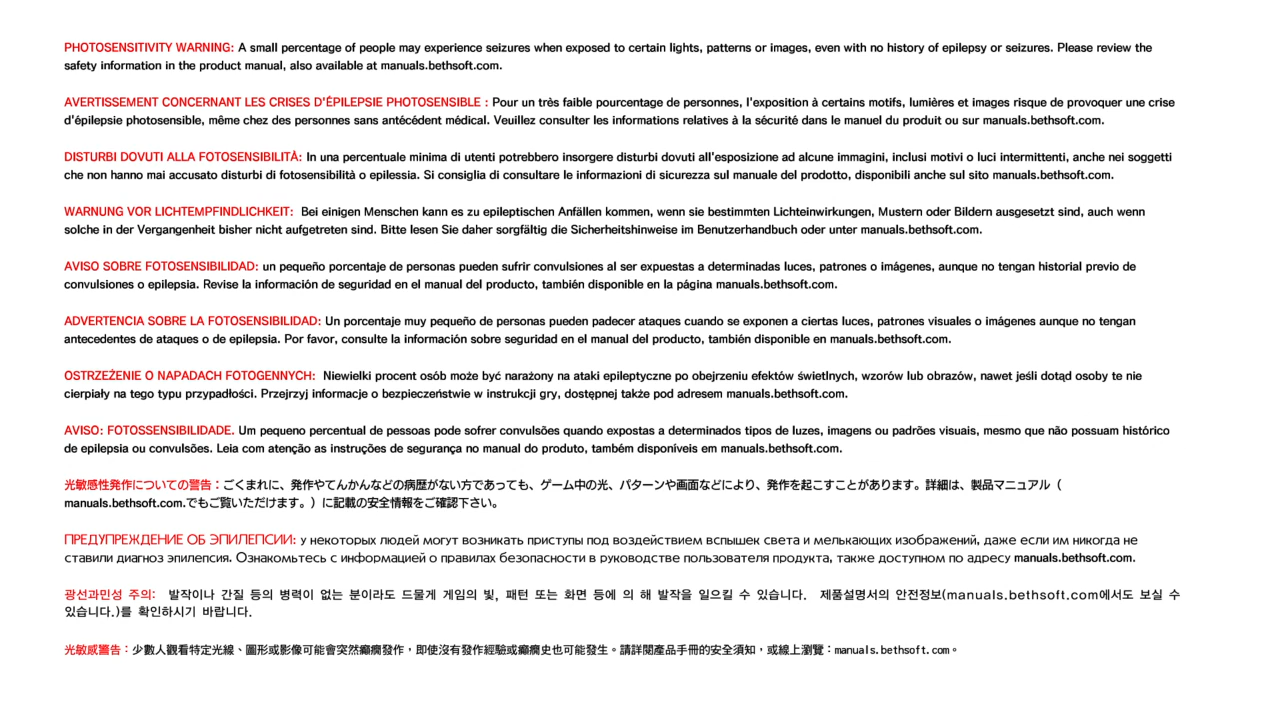 PHOTOSENSITIVITY WARNING: A small percentage of people may experience seizures when exposed to certain lights, patterns or images, even with no history of epilepsy or seizures. Please review the
safety information in the product manual, also available at manuals.bethsoft.com.
AVERTISSEMENT CONCERNANT LES CRISES D'ÉPILEPSIE PHOTOSENSIBLE : Pour un très faible pourcentage de personnes, l'exposition à certains motifs, lumières et images risque de provoquer une crise
d'épilepsie photosensible, même chez des personnes sans antécédent médical. Veuillez consulter les informations relatives à la sécurité dans le manuel du produit ou sur manuals.bethsoft.com.
DISTURBI DOVUTI ALLA FOTOSENSIBILITÀ: In una percentuale minima di utenti potrebbero insorgere disturbi dovuti all'esposizione ad alcune immagini, inclusi motivi o luci intermittenti, anche nei soggetti
che non hanno mai accusato disturbi di fotosensibilità o epilessia. Si consiglia di consultare le informazioni di sicurezza sul manuale del prodotto, disponibili anche sul sito manuals.bethsoft.com.
WARNUNG VOR LICHTEMPFINDLICHKEIT: Bei einigen Menschen kann es zu epileptischen Anfällen kommen, wenn sie bestimmten Lichteinwirkungen, Mustern oder Bildern ausgesetzt sind, auch wenn
solche in der Vergangenheit bisher nicht aufgetreten sind. Bitte lesen Sie daher sorgfältig die Sicherheitshinweise im Benutzerhandbuch oder unter manuals.bethsoft.com.
AVISO SOBRE FOTOSENSIBILIDAD: un pequeño porcentaje de personas pueden sufrir convulsiones al ser expuestas a determinadas luces, patrones o imágenes, aunque no tengan historial previo de
convulsiones o epilepsia. Revise la información de seguridad en el manual del producto, también disponible en la página manuals.bethsoft.com.
ADVERTENCIA SOBRE LA FOTOSENSIBILIDAD: Un porcentaje muy pequeño de personas pueden padecer ataques cuando se exponen a ciertas luces, patrones visuales o imágenes aunque no tengan
antecedentes de ataques o de epilepsia. Por favor, consulte la información sobre seguridad en el manual del producto, también disponible en manuals.bethsoft.com.
OSTRZEŻENIE O NAPADACH FOTOGENNYCH: Niewielki procent osób może być narażony na ataki epileptyczne po obejrzeniu efektów świetlnych, wzorów lub obrazów, nawet jeśli dotąd osoby te nie
cierpiały na tego typu przypadłości. Przejrzyj informacje o bezpieczeństwie w instrukcji gry, dostępnej także pod adresem manuals.bethsoft.com.
AVISO: FOTOSSENSIBILIDADE. Um pequeno percentual de pessoas pode sofrer convulsões quando expostas a determinados tipos de luzes, imagens ou padrões visuais, mesmo que não possuam histórico
de epilepsia ou convulsões. Leia com atenção as instruções de segurança no manual do produto, também disponíveis em manuals.bethsoft.com.
光敏感性発作についての警告：ごくまれに、発作やてんかんなどの病歴がない方であっても、ゲーム中の光、パターンや画面などにより、発作を起こすことがあります。詳細は、製品マニュアル（
manuals.bethsoft.com.でもご覧いただけます。）に記載の安全情報をご確認下さい。
ПРЕДУПРЕЖДЕНИЕ ОБ ЭПИЛЕПСИИ: у некоторых людей могут возникать приступы под воздействием вспышек света и мелькающих изображений, даже если им никогда не
ставили диагноз эпилепсия. Ознакомьтесь с информацией о правилах безопасности в руководстве пользователя продукта, также доступном по адресу manuals.bethsoft.com.
광선과민성 주의: 발작이나 간질 등의 병력이 없는 분이라도 드물게 게임의 빛, 패턴 또는 화면 등에 의 해 발작을 일으킬 수 있습니다. 제품설명서의 안전정보(manuals.bethsoft.com에서도 보실 수
있습니다.)를 확인하시기 바랍니다.
光敏感警告：少數人觀看特定光線、圖形或影像可能會突然癲癇發作，即使沒有發作經驗或癲癇史也可能發生。請詳閱產品手冊的安全須知，或線上瀏覽：manuals.bethsoft.com。